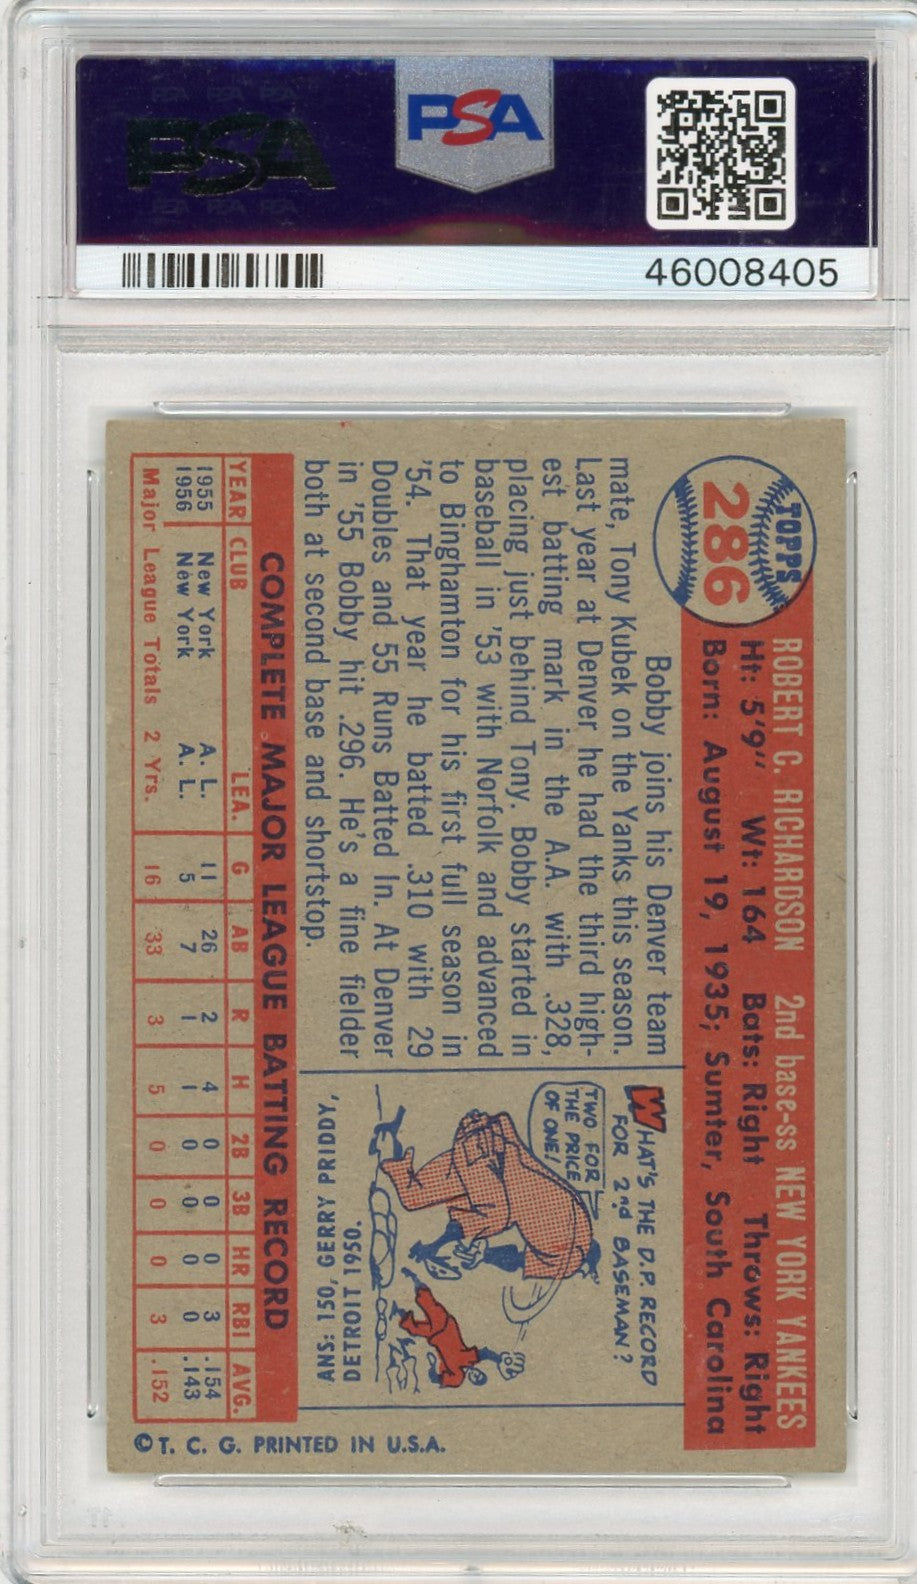 PSA PSA PSA
PSA
PSA PSA PSA
PSA
46008405
TOPPS
286
ROBERT C. RICHARDSON 2nd base-ss NEW YORK YANKEES
Ht: 5'9" Wt: 164 Bats: Right Throws: Right
Born: August 19, 1935; Sumter, South Carolina
Bobby joins his Denver team
mate, Tony Kubek on the Yanks this season.
Last year at Denver he had the third high-
est batting mark in the A.A. with .328,
placing just behind Tony. Bobby started in
baseball in '53 with Norfolk and advanced
to Binghamton for his first full season in
'54. That year he batted .310 with 29
Doubles and 55 Runs Batted In. At Denver
in '55 Bobby hit .296. He's a fine fielder
both at second base and shortstop.
WHAT'S THE D.P. RECORD
FOR 2nd BASEMAN?
TWO FOR
THE PRICE
OF ONE!
ANS: 150, GERRY PRIDDY,
DETROIT 1950.
COMPLETE MAJOR LEAGUE BATTING RECORD
YEAR CLUB LEA. G AB R H 2B 3B HR RBI AVG.
1955 New York A. L. 11 26 2 4 0 0 0 3 .154
1956 New York A. L. 5 7 1 1 0 0 0 0 .143
Major League Totals 2 Yrs. 16 33 3 5 0 0 0 3 .152
© T. C. G. PRINTED IN U.S.A.